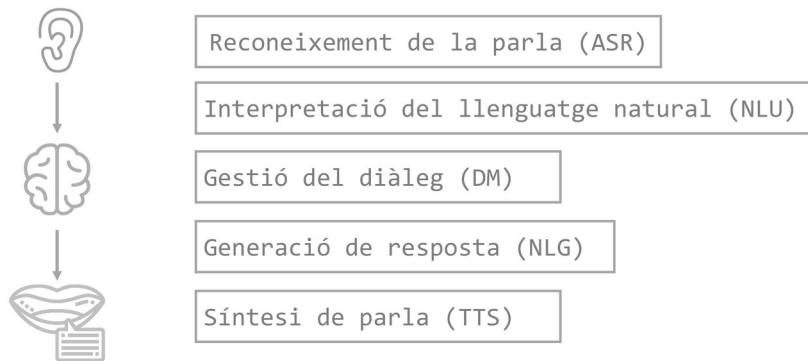 Reconeixement de la parla (ASR)
Interpretació del llenguatge natural (NLU)
Gestió del diàleg (DM)
Generació de resposta (NLG)
Síntesi de parla (TTS)